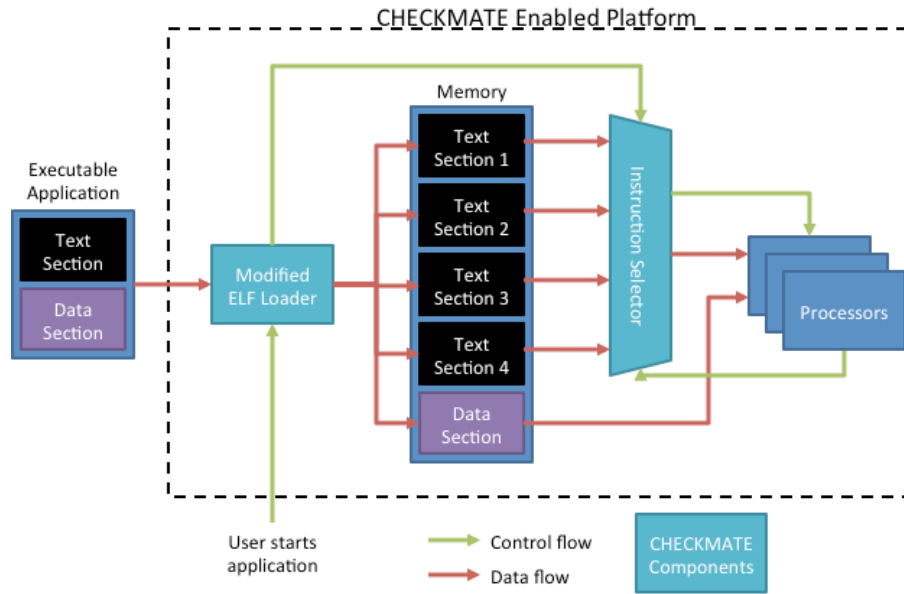 CHECKMATE Enabled Platform
Memory
Executable
Application
Text
Section
Data
Section
Modified
ELF Loader
Text
Section 1
Text
Section 2
Text
Section 3
Text
Section 4
Data
Section
Instruction Selector
Processors
User starts
application
Control flow
Data flow
CHECKMATE
Components